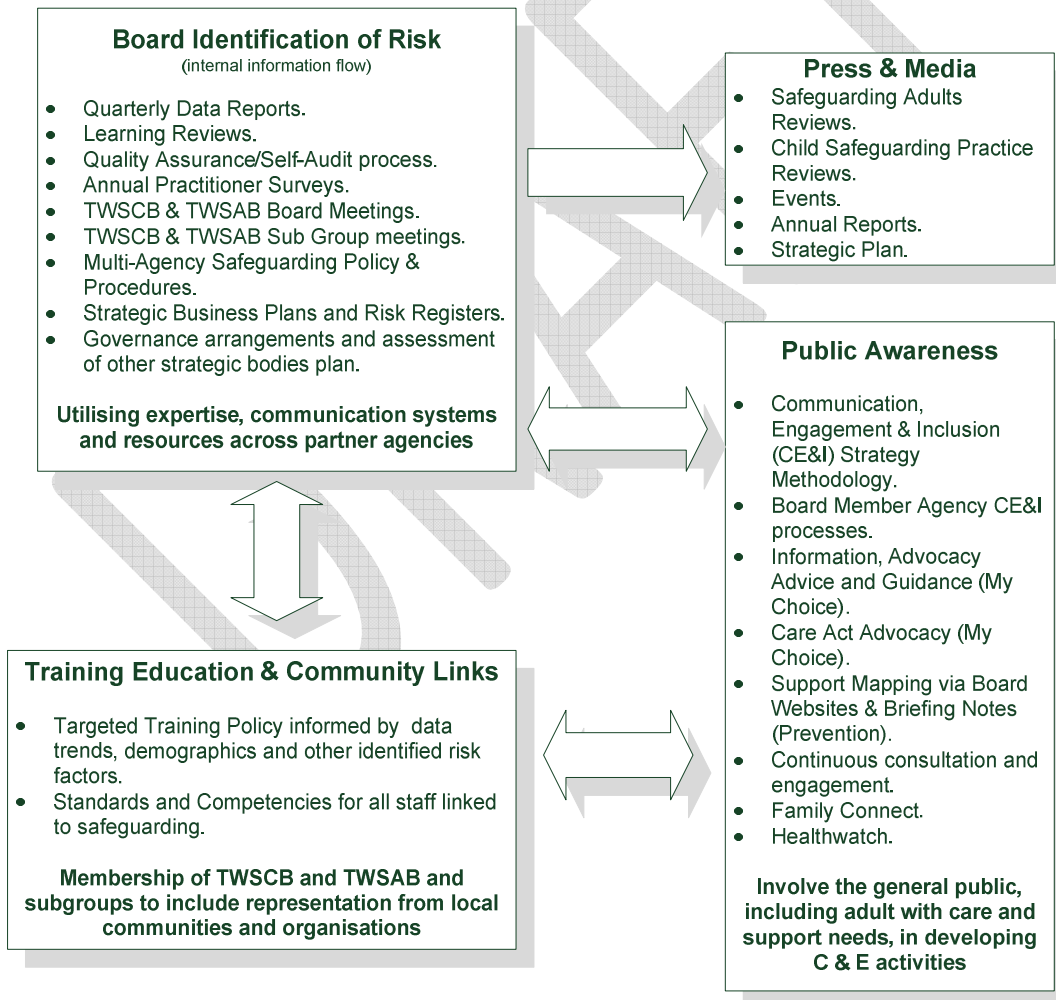 Board Identification of Risk
(internal information flow)
• Quarterly Data Reports.
• Learning Reviews.
• Quality Assurance/Self-Audit process.
• Annual Practitioner Surveys.
• TWSCB & TWSAB Board Meetings.
• TWSCB & TWSAB Sub Group meetings.
• Multi-Agency Safeguarding Policy &
Procedures.
• Strategic Business Plans and Risk Registers.
• Governance arrangements and assessment
of other strategic bodies plan.
Utilising expertise, communication systems
and resources across partner agencies
Press & Media
• Safeguarding Adults
Reviews.
• Child Safeguarding Practice
Reviews.
• Events.
• Annual Reports.
• Strategic Plan.
Public Awareness
• Communication,
Engagement & Inclusion
(CE&I) Strategy
Methodology.
• Board Member Agency CE&I
processes.
• Information, Advocacy
Advice and Guidance (My
Choice).
• Care Act Advocacy (My
Choice).
• Support Mapping via Board
Websites & Briefing Notes
(Prevention).
• Continuous consultation and
engagement.
• Family Connect.
• Healthwatch.
Involve the general public,
including adult with care and
support needs, in developing
C & E activities
Training Education & Community Links
• Targeted Training Policy informed by data
trends, demographics and other identified risk
factors.
• Standards and Competencies for all staff linked
to safeguarding.
Membership of TWSCB and TWSAB and
subgroups to include representation from local
communities and organisations